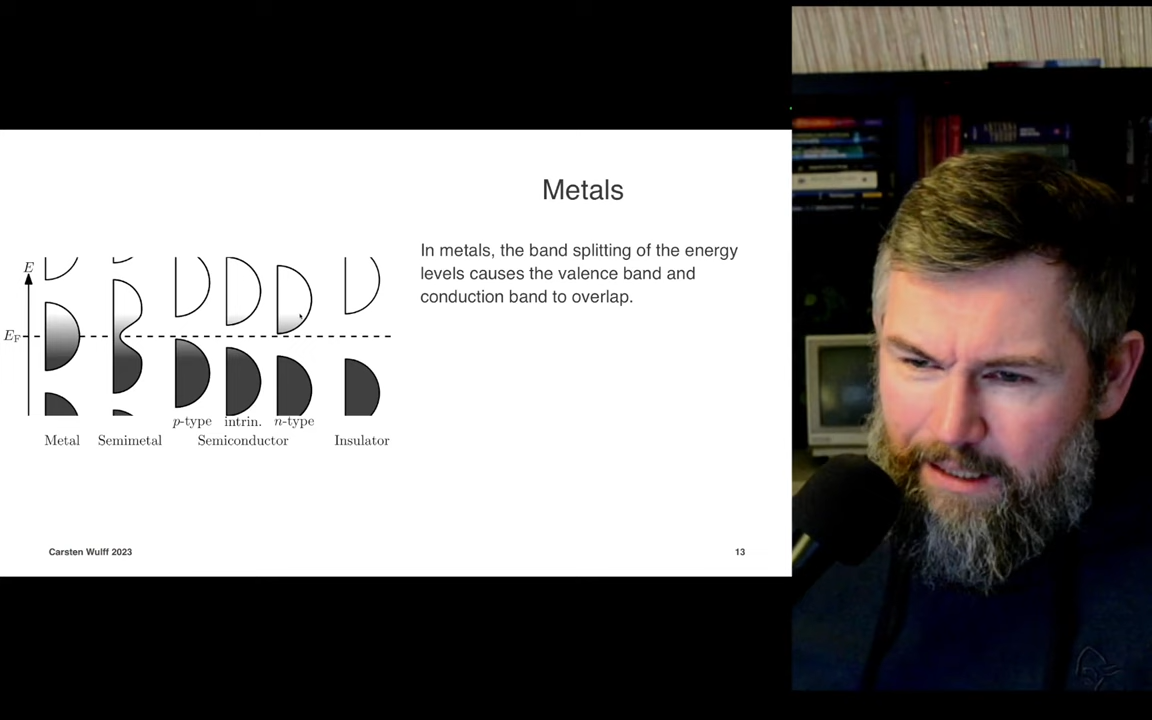 Metals
In metals, the band splitting of the energy
levels causes the valence band and
conduction band to overlap.
E
E_F
p-type intrin. n-type
Metal Semimetal Semiconductor Insulator
Carsten Wulff 2023
13